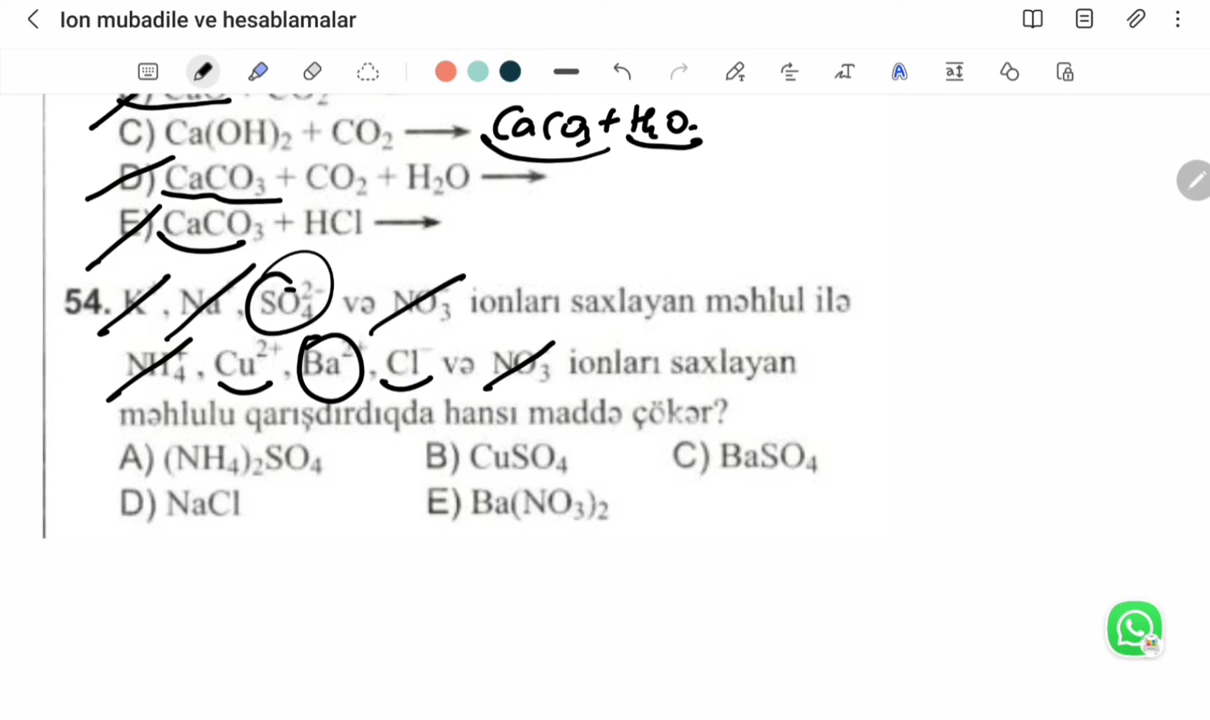 Ion mubadile ve hesablamalar
C) Ca(OH)₂ + CO₂ ⟶ CaCO₃ + H₂O.
D) CaCO₃ + CO₂ + H₂O ⟶
E) CaCO₃ + HCl ⟶
54. K⁺, Na⁺, SO₄²⁻ və NO₃⁻ ionları saxlayan məhlul ilə
NH₄⁺, Cu²⁺, Ba²⁺, Cl⁻ və NO₃⁻ ionları saxlayan
məhlulu qarışdırdıqda hansı maddə çökər?
A) (NH₄)₂SO₄ B) CuSO₄ C) BaSO₄
D) NaCl E) Ba(NO₃)₂